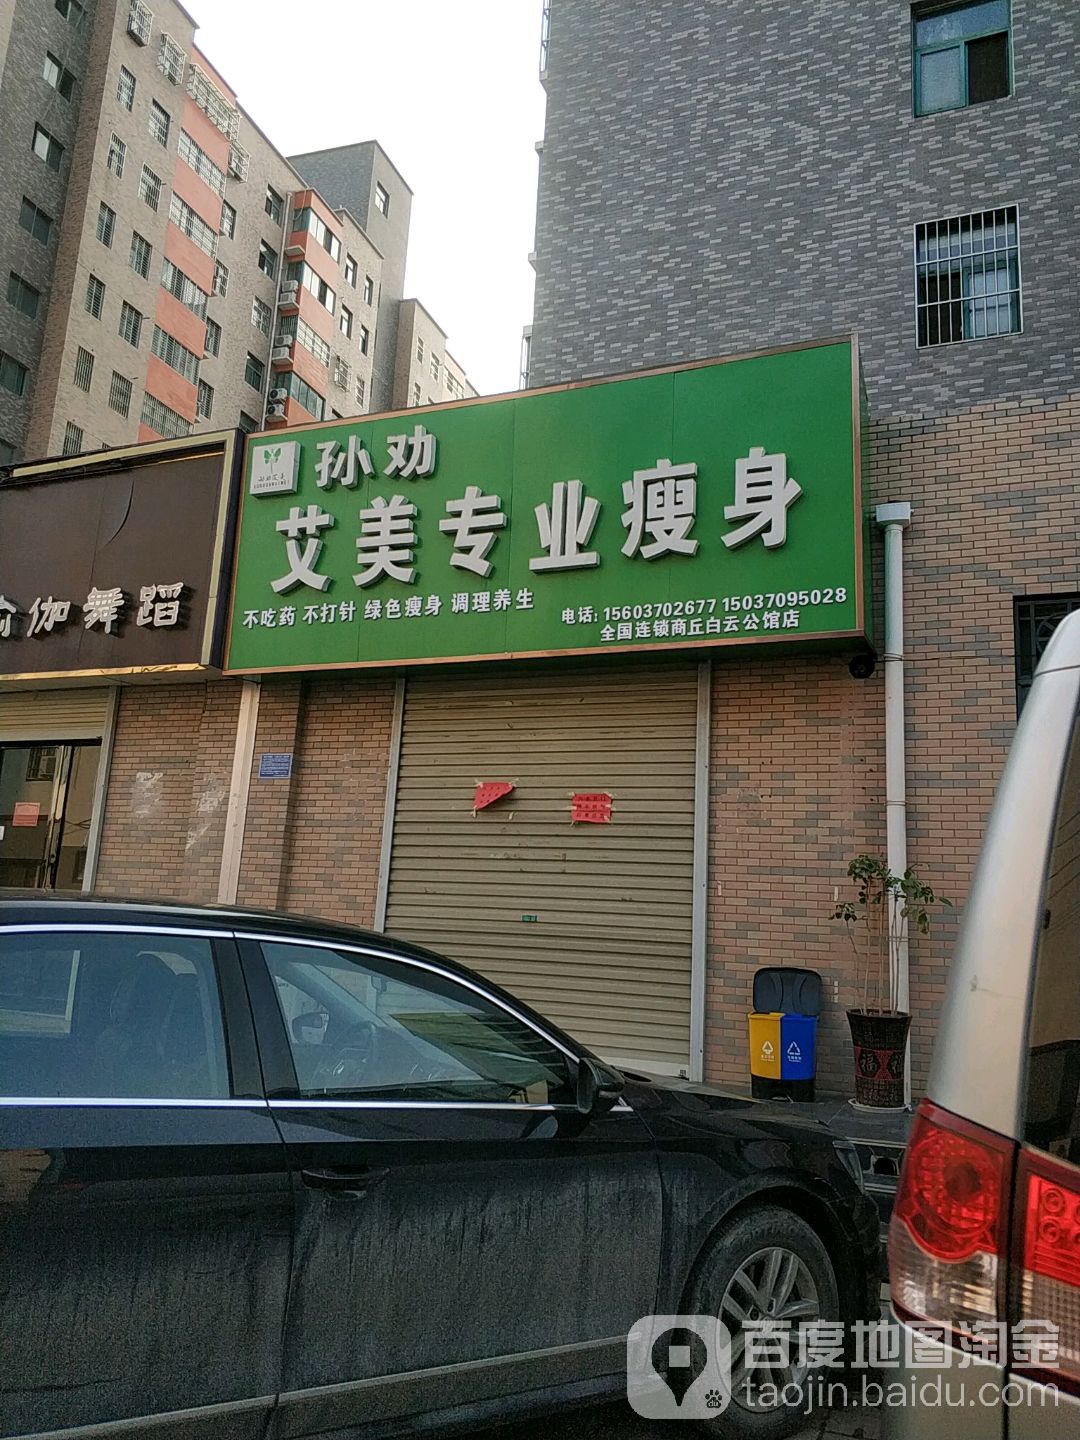 孙劝
艾美专业瘦身
不吃药 不打针 绿色瘦身 调理养生
电话: 15603702677 15037095028
全国连锁商丘白云公馆店
伽舞蹈
福
百度地图淘金
taojin.baidu.com